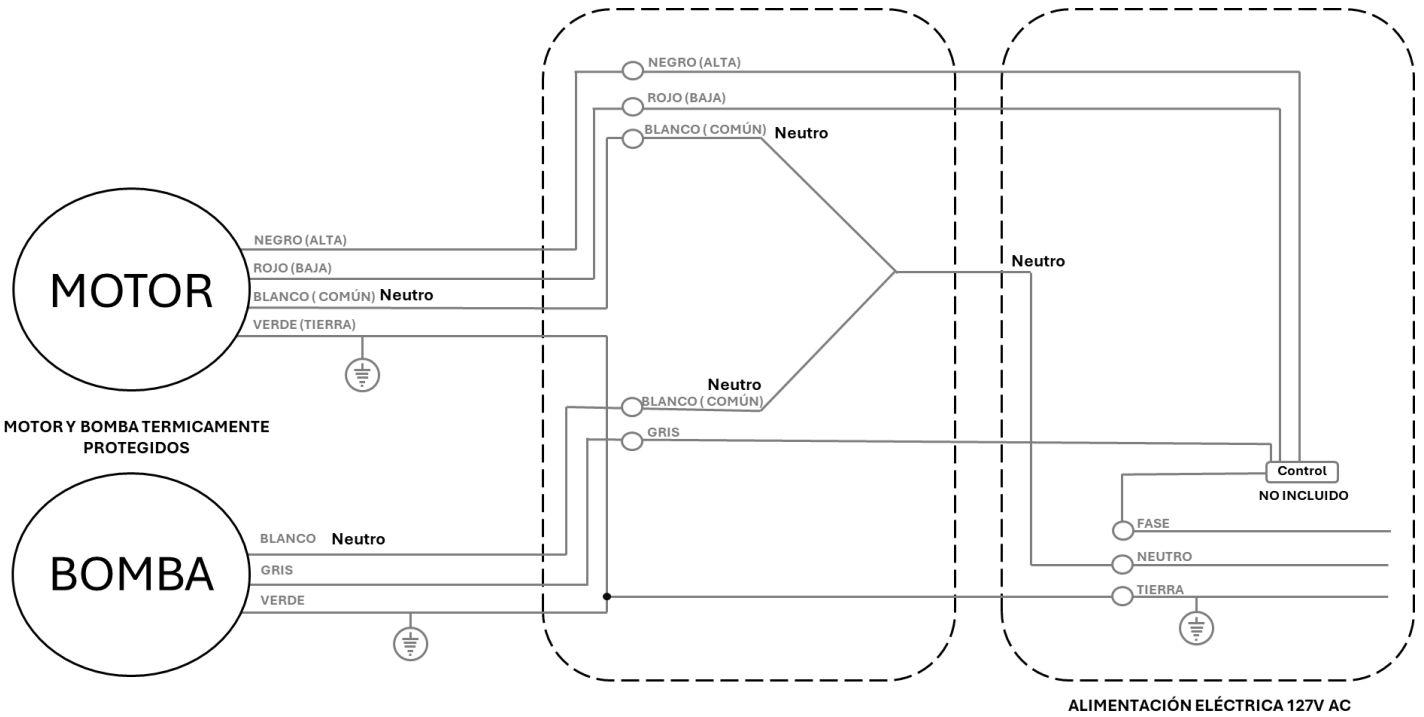 NEGRO (ALTA)
ROJO (BAJA)
BLANCO ( COMÚN) Neutro
MOTOR
NEGRO (ALTA)
ROJO (BAJA)
BLANCO ( COMÚN) Neutro
VERDE (TIERRA)
Neutro
MOTOR Y BOMBA TERMICAMENTE
PROTEGIDOS
Neutro
BLANCO ( COMÚN)
GRIS
Control
NO INCLUIDO
BOMBA
BLANCO Neutro
GRIS
VERDE
FASE
NEUTRO
TIERRA
ALIMENTACIÓN ELÉCTRICA 127V AC